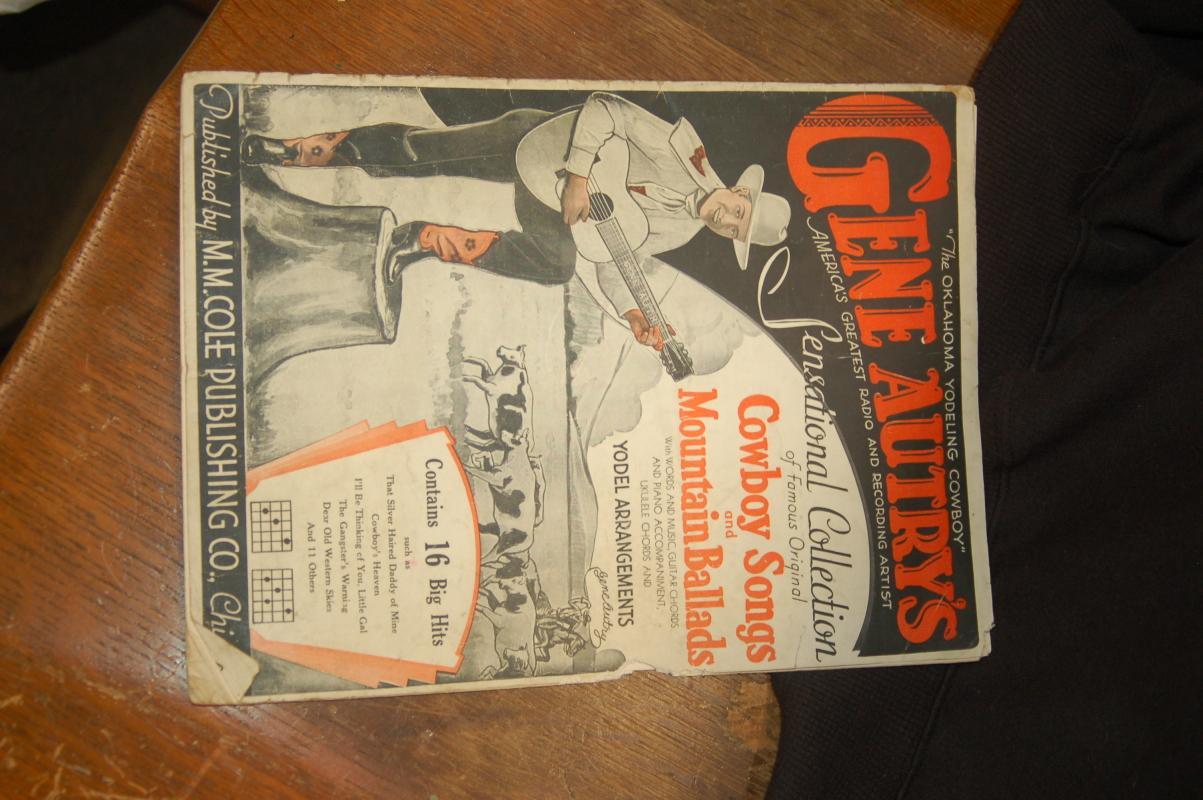 "The OKLAHOMA YODELING COWBOY"
GENE AUTRY'S
AMERICA'S GREATEST RADIO AND RECORDING ARTIST
Sensational Collection
of Famous Original
Cowboy Songs
and
Mountain Ballads
With WORDS AND MUSIC, GUITAR CHORDS
AND PIANO ACCOMPANIMENT,
UKULELE CHORDS AND
YODEL ARRANGEMENTS
Gene Autry
Contains 16 Big Hits
such as
That Silver Haired Daddy of Mine
Cowboy's Heaven
I'll Be Thinking of You, Little Gal
The Gangster's Warning
Dear Old Western Skies
And 11 Others
Published by M.M.COLE PUBLISHING CO., Chi